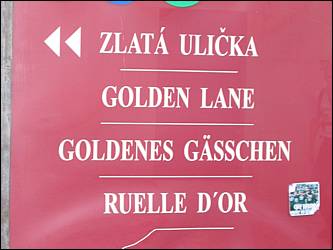 ZLATÁ ULIČKA
GOLDEN LANE
GOLDENES GÄSSCHEN
RUELLE D'OR